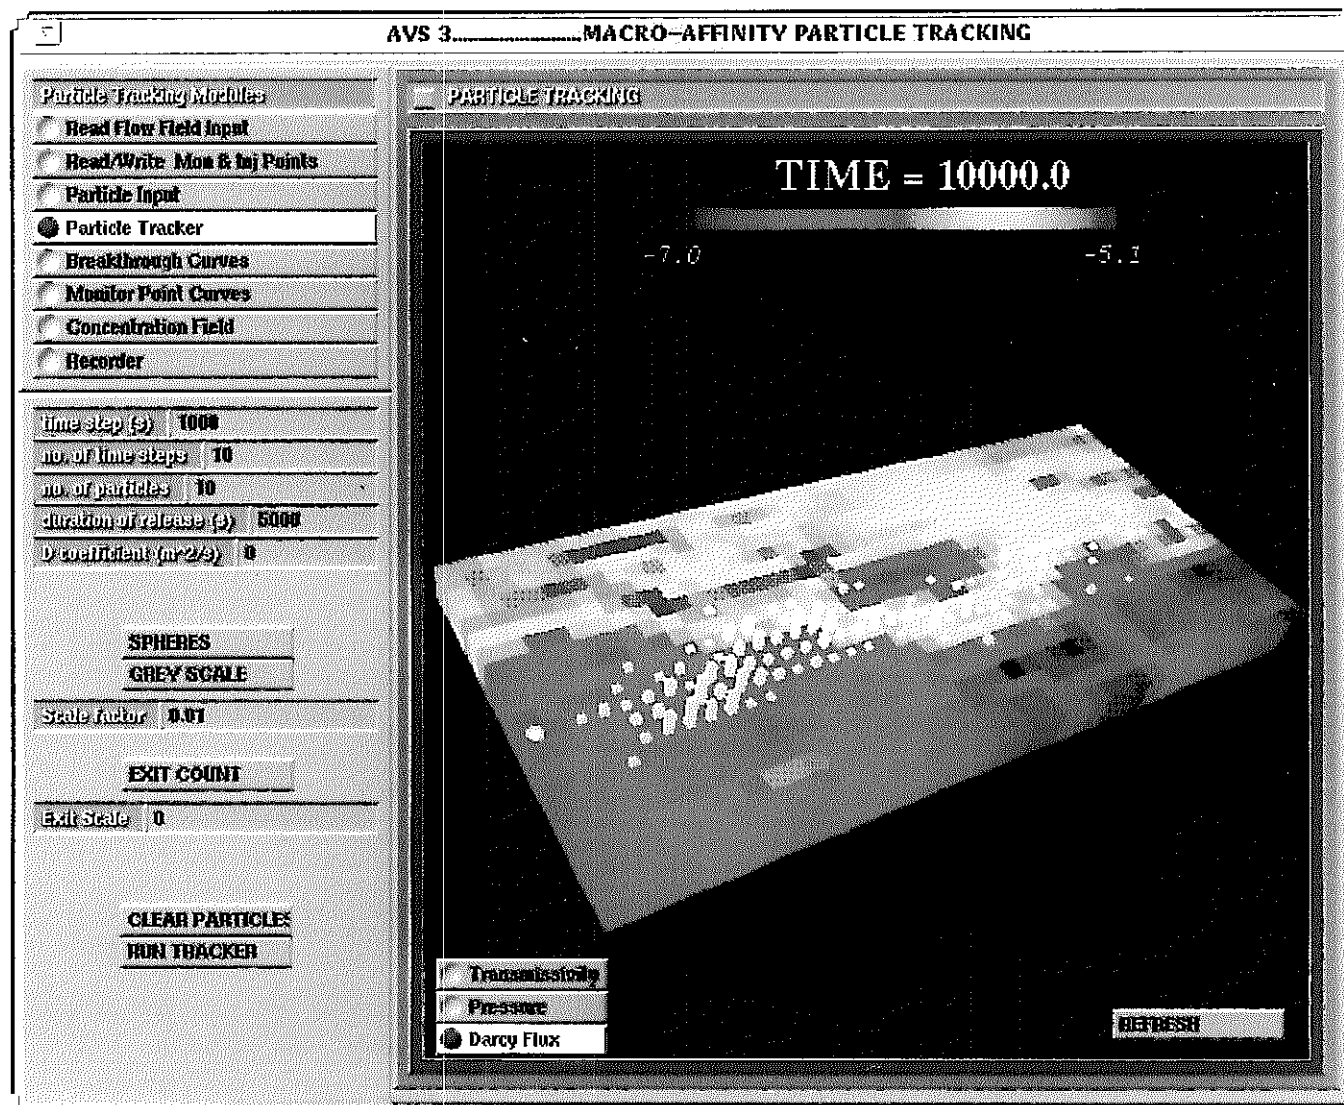 AVS 3......................MACRO-AFFINITY PARTICLE TRACKING
Particle Tracking Modules
Read Flow Field Input
Read/Write Mon & Inj Points
Particle Input
Particle Tracker
Breakthrough Curves
Monitor Point Curves
Concentration Field
Recorder
time step (s) 1000
no. of time steps 10
no. of particles 10
duration of release (s) 5000
D coefficient (m^2/s) 0
SPHERES
GREY SCALE
Scale factor 0.01
EXIT COUNT
Exit Scale 0
CLEAR PARTICLES
RUN TRACKER
PARTICLE TRACKING
TIME = 10000.0
-7.0 -5.1
Transmissivity
Pressure
Darcy Flux
REFRESH